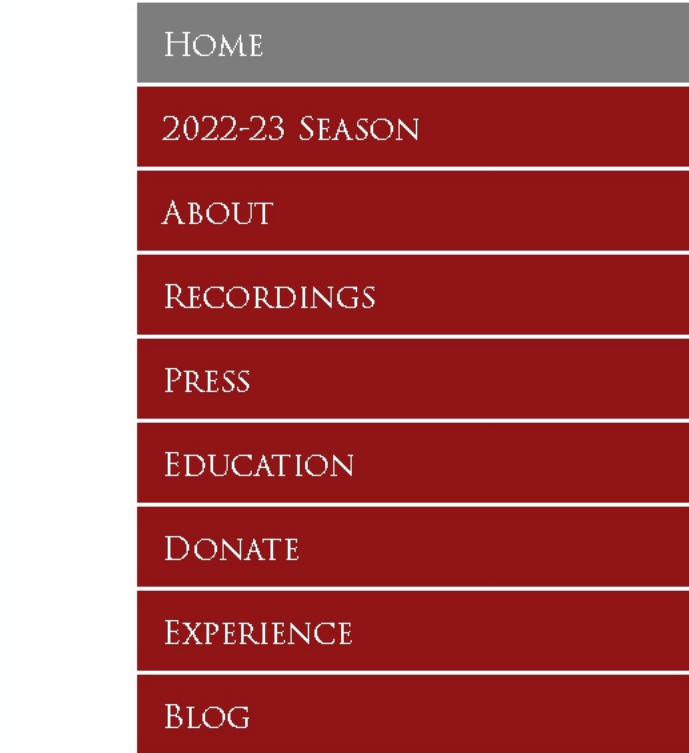 Home
2022-23 Season
About
Recordings
Press
Education
Donate
Experience
Blog